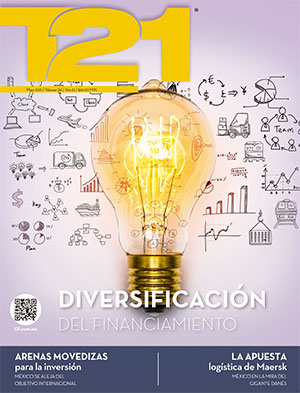 T21
DIVERSIFICACIÓN
DEL FINANCIAMIENTO
ARENAS MOVEDIZAS
para la inversión
MÉXICO SE ALEJA DEL
OBJETIVO INTERNACIONAL
LA APUESTA
logística de Maersk
MÉXICO EN LA MIRA DEL
GIGANTE DANÉS
Plan